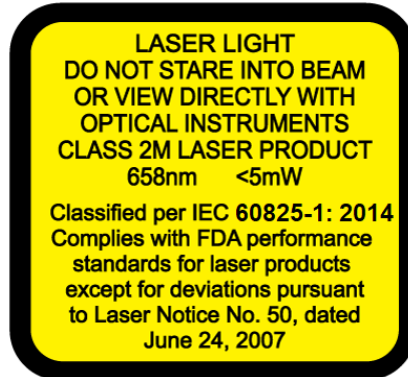 LASER LIGHT
DO NOT STARE INTO BEAM
OR VIEW DIRECTLY WITH
OPTICAL INSTRUMENTS
CLASS 2M LASER PRODUCT
658nm <5mW
Classified per IEC 60825-1: 2014
Complies with FDA performance
standards for laser products
except for deviations pursuant
to Laser Notice No. 50, dated
June 24, 2007